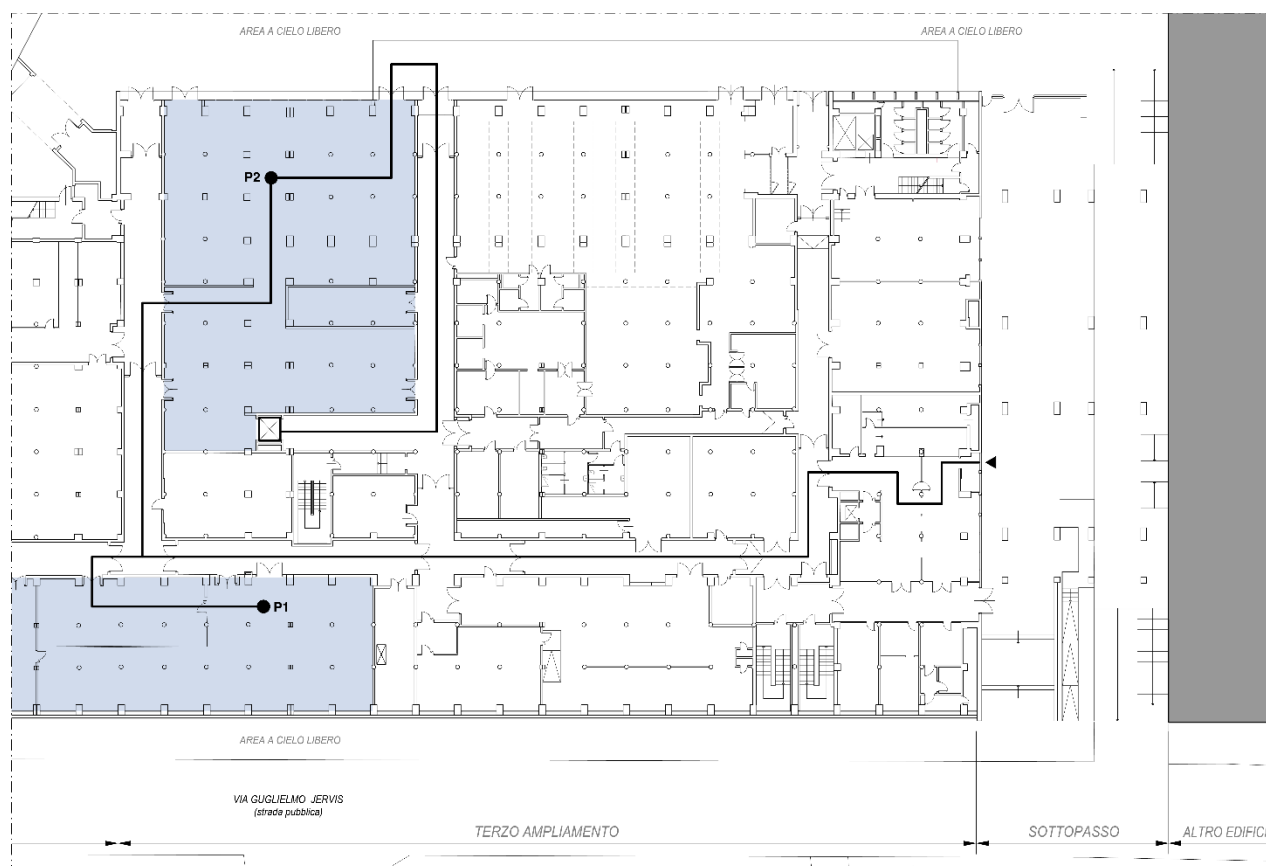 AREA A CIELO LIBERO
AREA A CIELO LIBERO
P2
P1
AREA A CIELO LIBERO
VIA GUGLIELMO JERVIS
(strada pubblica)
TERZO AMPLIAMENTO
SOTTOPASSO
ALTRO EDIFICI